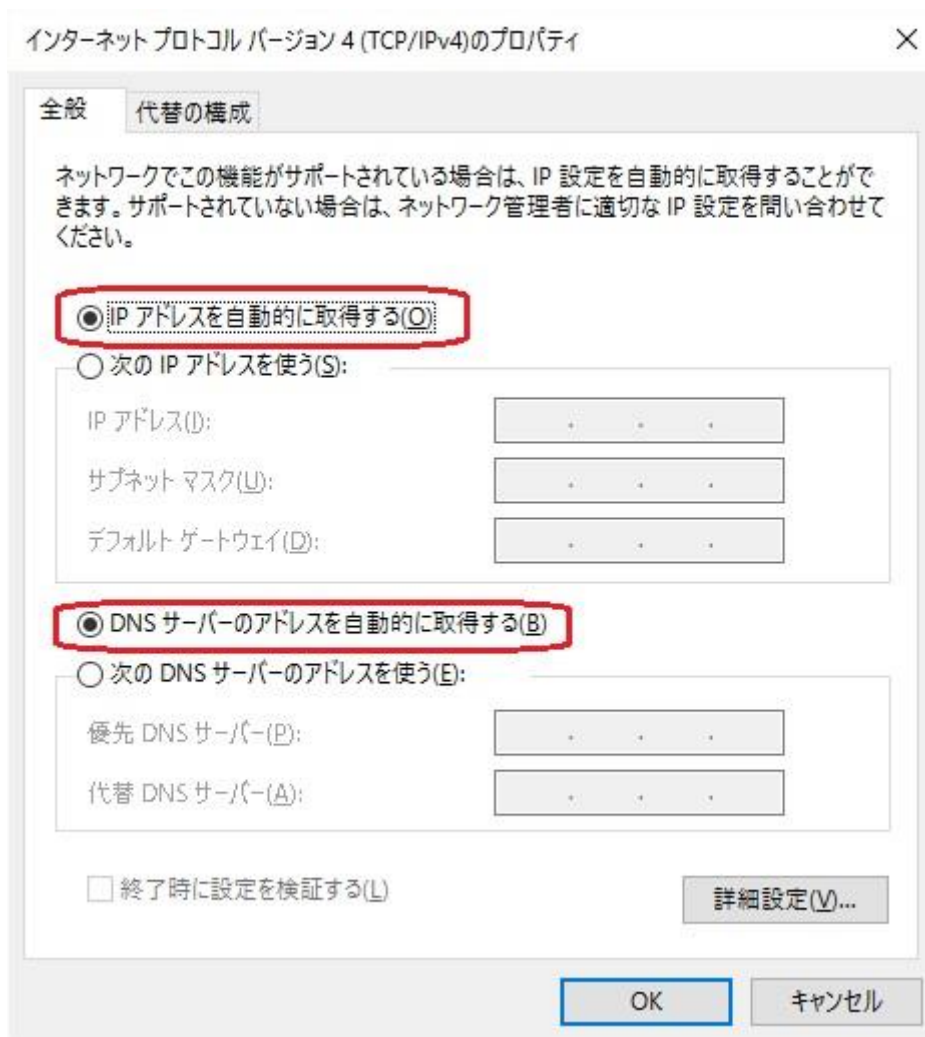 インターネット プロトコル バージョン 4 (TCP/IPv4)のプロパティ
全般
代替の構成
ネットワークでこの機能がサポートされている場合は、IP 設定を自動的に取得することがで
きます。サポートされていない場合は、ネットワーク管理者に適切な IP 設定を問い合わせて
ください。
IP アドレスを自動的に取得する(O)
次の IP アドレスを使う(S):
IP アドレス(I):
サブネット マスク(U):
デフォルト ゲートウェイ(D):
DNS サーバーのアドレスを自動的に取得する(B)
次の DNS サーバーのアドレスを使う(E):
優先 DNS サーバー(P):
代替 DNS サーバー(A):
終了時に設定を検証する(L)
詳細設定(V)...
OK
キャンセル